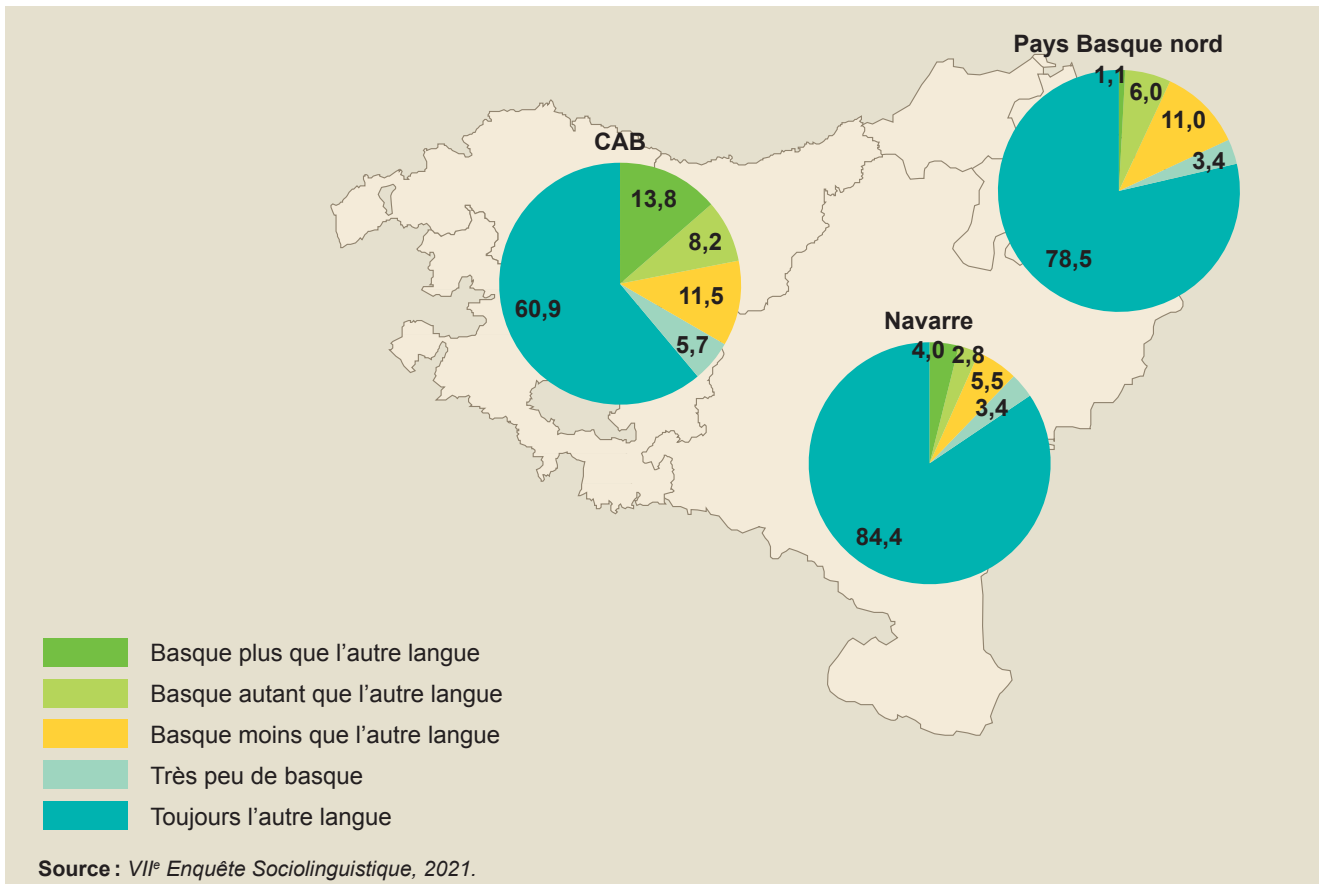 Pays Basque nord
1,1
6,0
11,0
3,4
78,5
CAB
13,8
8,2
11,5
5,7
60,9
Navarre
4,0
2,8
5,5
3,4
84,4
Basque plus que l'autre langue
Basque autant que l'autre langue
Basque moins que l'autre langue
Très peu de basque
Toujours l'autre langue
Source : VIIe Enquête Sociolinguistique, 2021.